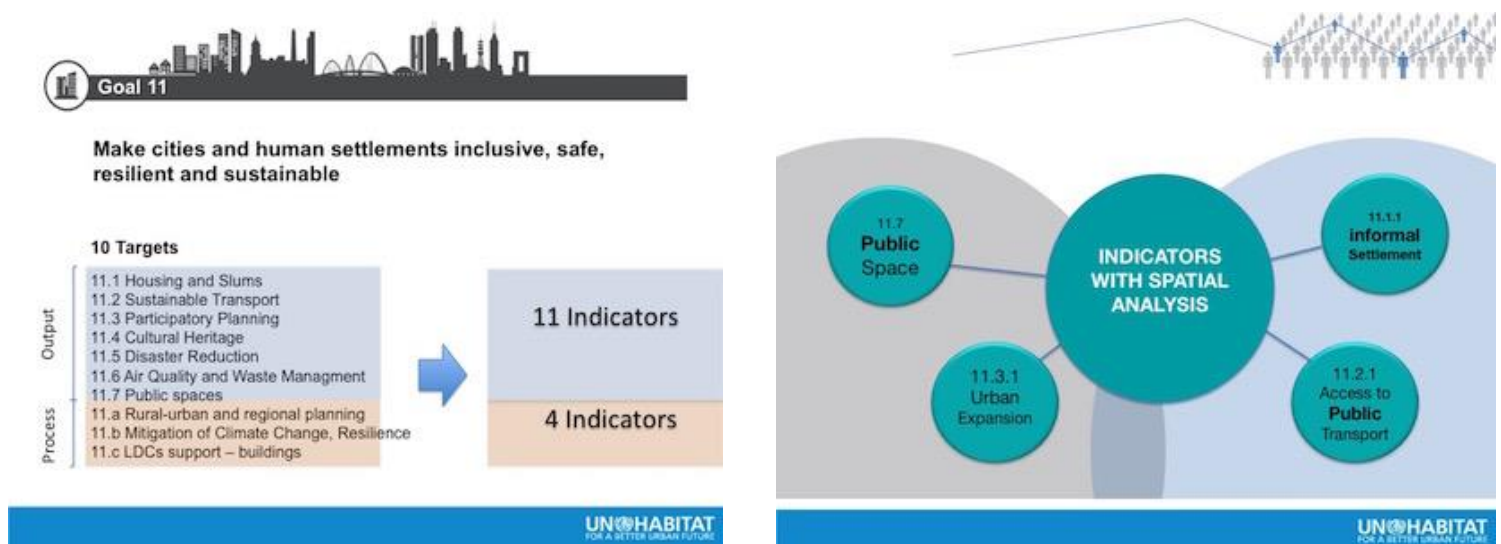 Goal 11
Make cities and human settlements inclusive, safe,
resilient and sustainable
10 Targets
Output
11.1 Housing and Slums
11.2 Sustainable Transport
11.3 Participatory Planning
11.4 Cultural Heritage
11.5 Disaster Reduction
11.6 Air Quality and Waste Managment
11.7 Public spaces
Process
11.a Rural-urban and regional planning
11.b Mitigation of Climate Change, Resilience
11.c LDCs support – buildings
11 Indicators
4 Indicators
UN HABITAT
FOR A BETTER URBAN FUTURE
11.7
Public
Space
11.3.1
Urban
Expansion
INDICATORS
WITH SPATIAL
ANALYSIS
11.1.1
informal
Settlement
11.2.1
Access to
Public
Transport
UN HABITAT
FOR A BETTER URBAN FUTURE